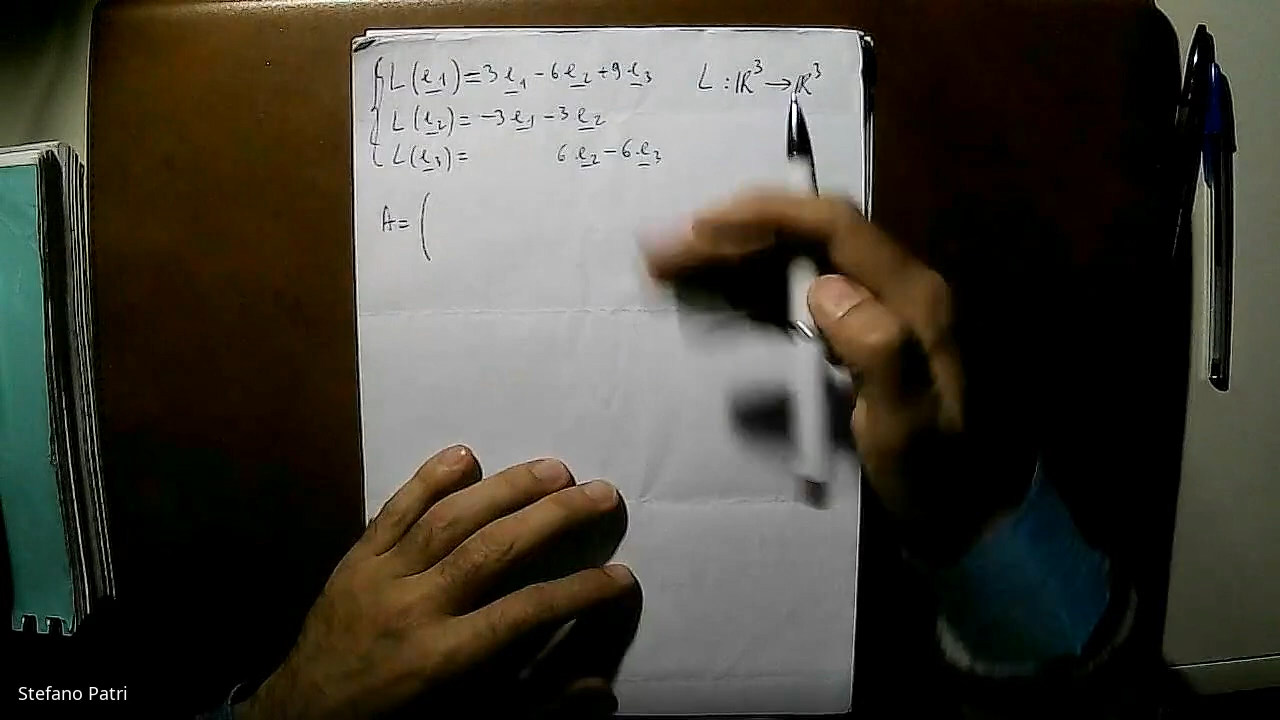 L(e1)=3e1-6e2+9e3 L:ℝ³→ℝ³
L(e2)=-3e1-3e2
L(e3)= 6e2-6e3
A=(
Stefano Patri